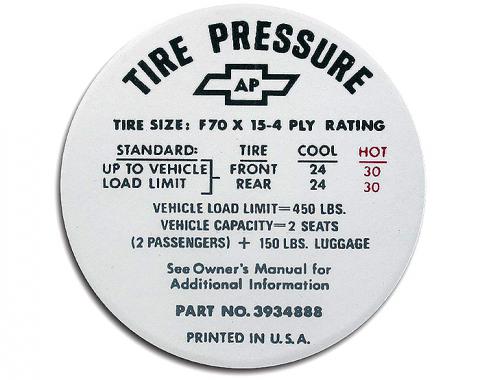 TIRE PRESSURE
AP
TIRE SIZE: F70 X 15-4 PLY RATING
STANDARD: TIRE COOL HOT
UP TO VEHICLE FRONT 24 30
LOAD LIMIT REAR 24 30
VEHICLE LOAD LIMIT=450 LBS.
VEHICLE CAPACITY=2 SEATS
(2 PASSENGERS) + 150 LBS. LUGGAGE
See Owner's Manual for
Additional Information
PART NO. 3934888
PRINTED IN U.S.A.